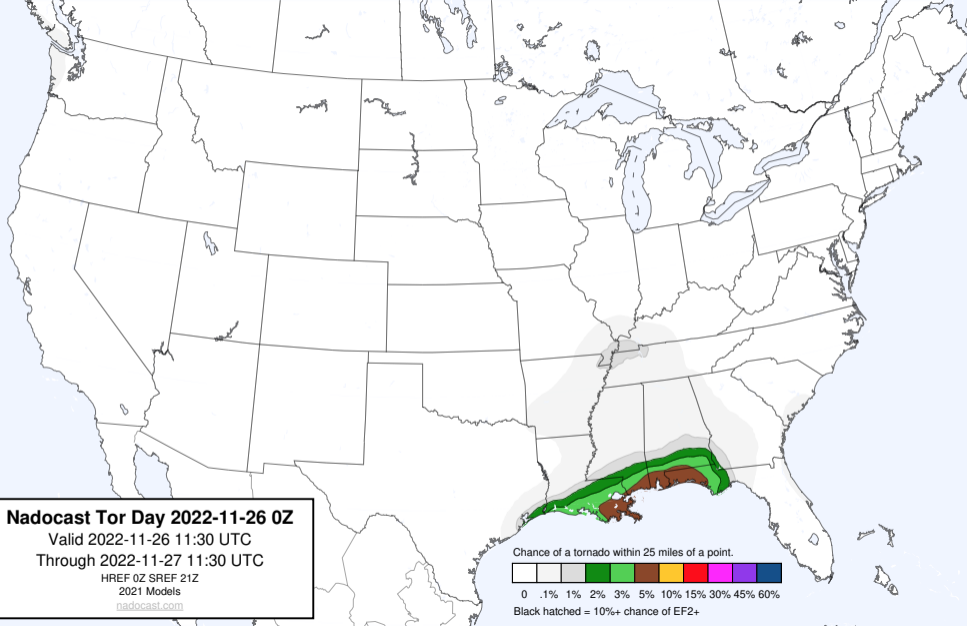 Nadocast Tor Day 2022-11-26 0Z
Valid 2022-11-26 11:30 UTC
Through 2022-11-27 11:30 UTC
HREF 0Z SREF 21Z
2021 Models
nadocast.com
Chance of a tornado within 25 miles of a point.
0 .1% 1% 2% 3% 5% 10% 15% 30% 45% 60%
Black hatched = 10%+ chance of EF2+